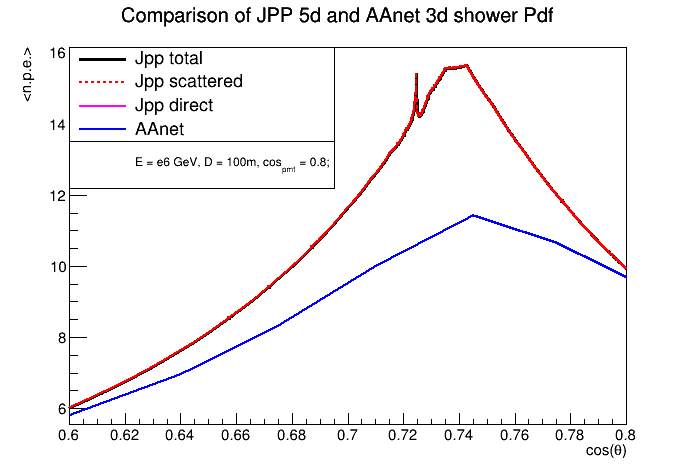 Comparison of JPP 5d and AAnet 3d shower Pdf
<n.p.e.>
16
14
12
10
8
6
Jpp total
Jpp scattered
Jpp direct
AAnet
E = e6 GeV, D = 100m, cos_pmt = 0.8;
0.6 0.62 0.64 0.66 0.68 0.7 0.72 0.74 0.76 0.78 0.8
cos(θ)